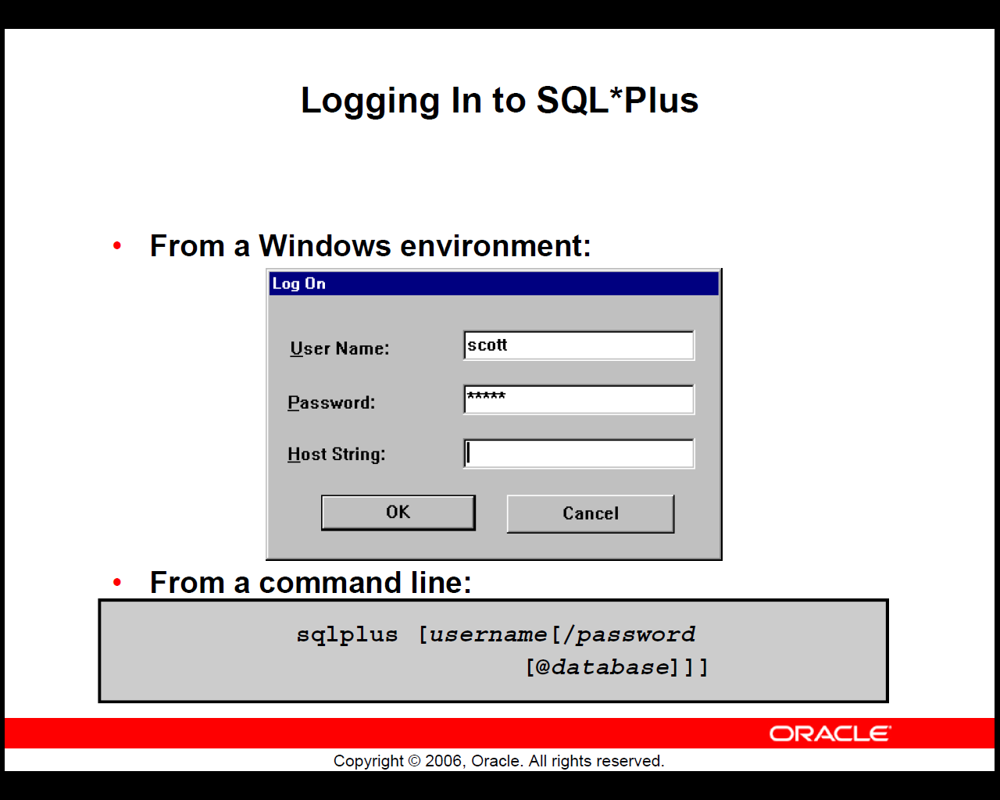 Logging In to SQL*Plus
• From a Windows environment:
Log On
User Name: scott
Password: *****
Host String:
OK Cancel
• From a command line:
sqlplus [username[/password
[@database]]]
ORACLE
Copyright © 2006, Oracle. All rights reserved.